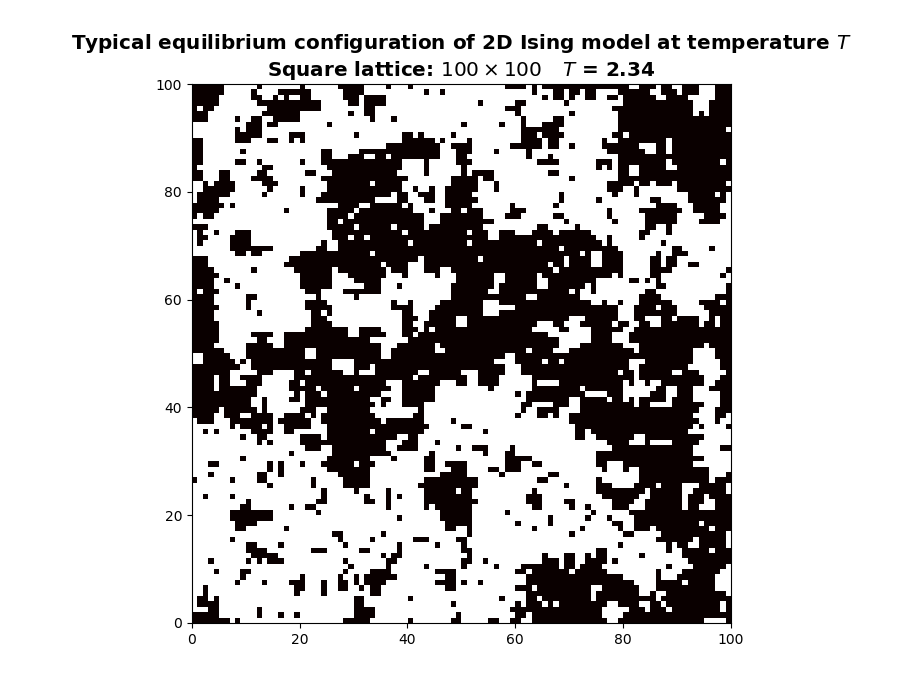 Typical equilibrium configuration of 2D Ising model at temperature T
Square lattice: 100 × 100 T = 2.34
100
80
60
40
20
0
0 20 40 60 80 100